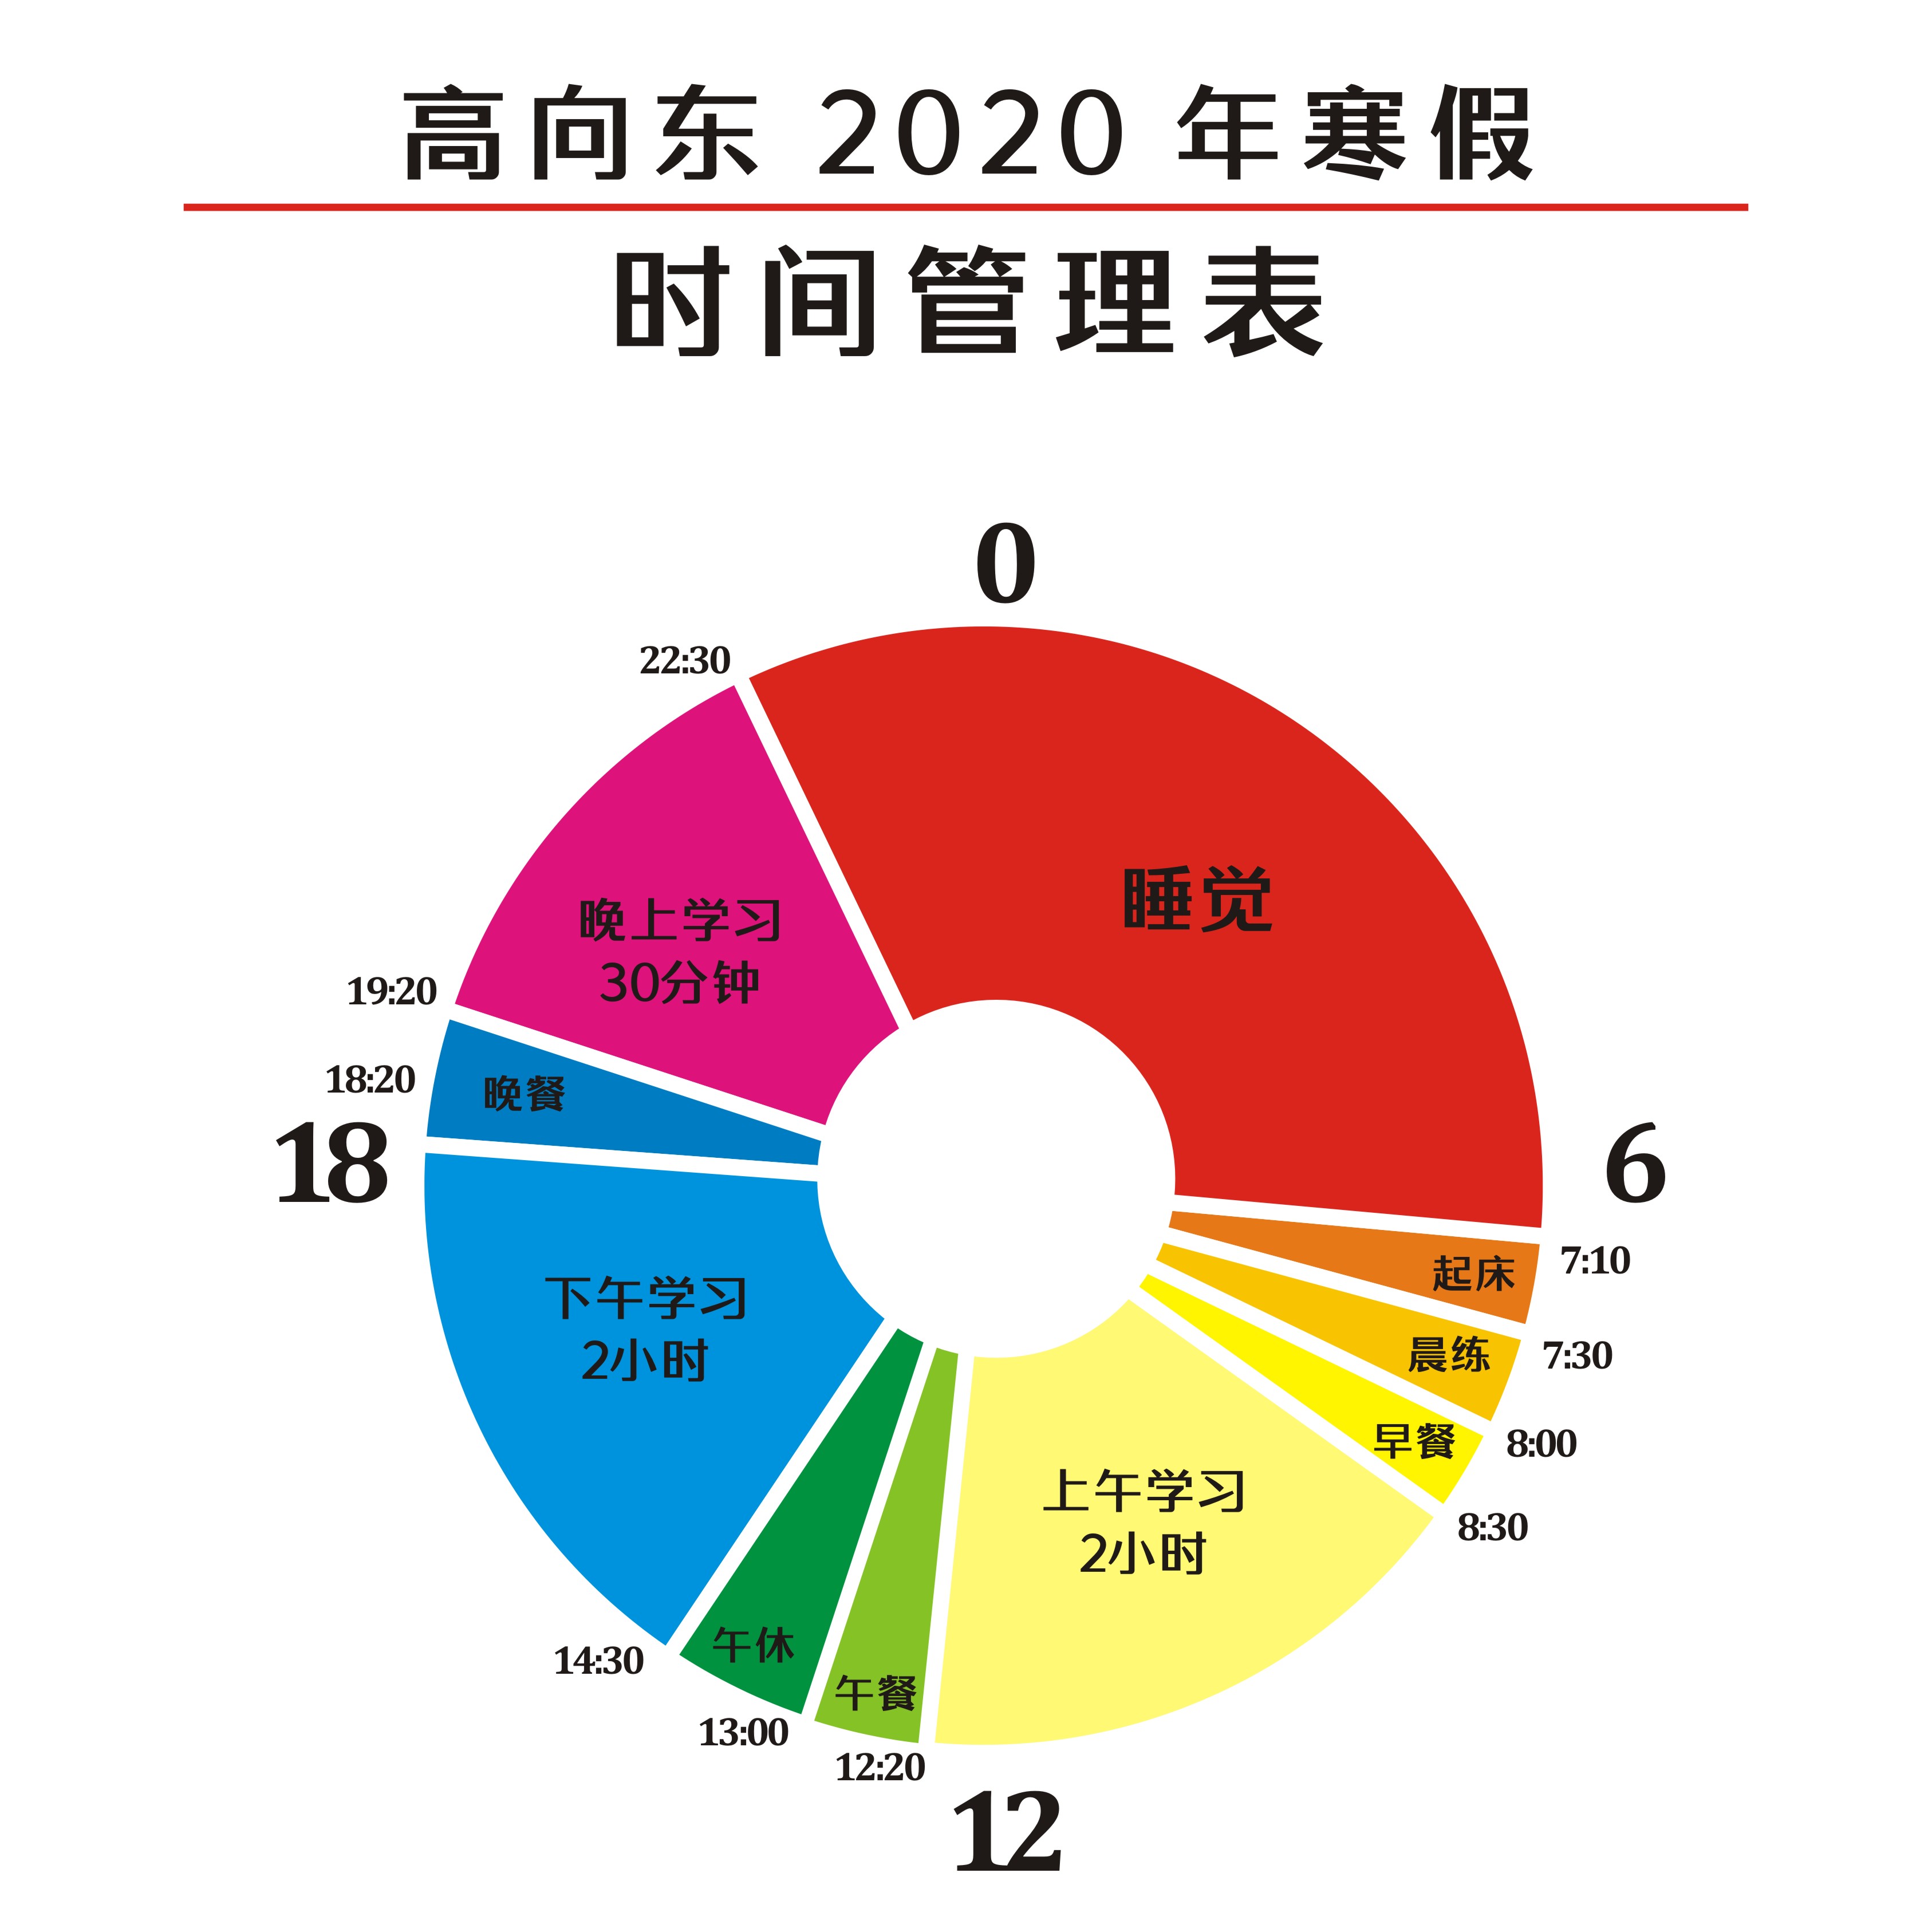 高向东 2020 年寒假
时间管理表
0
22:30
睡觉
晚上学习
30分钟
19:20
18:20
晚餐
18
6
7:10
起床
7:30
晨练
8:00
早餐
8:30
上午学习
2小时
下午学习
2小时
14:30
午休
13:00
午餐
12:20
12